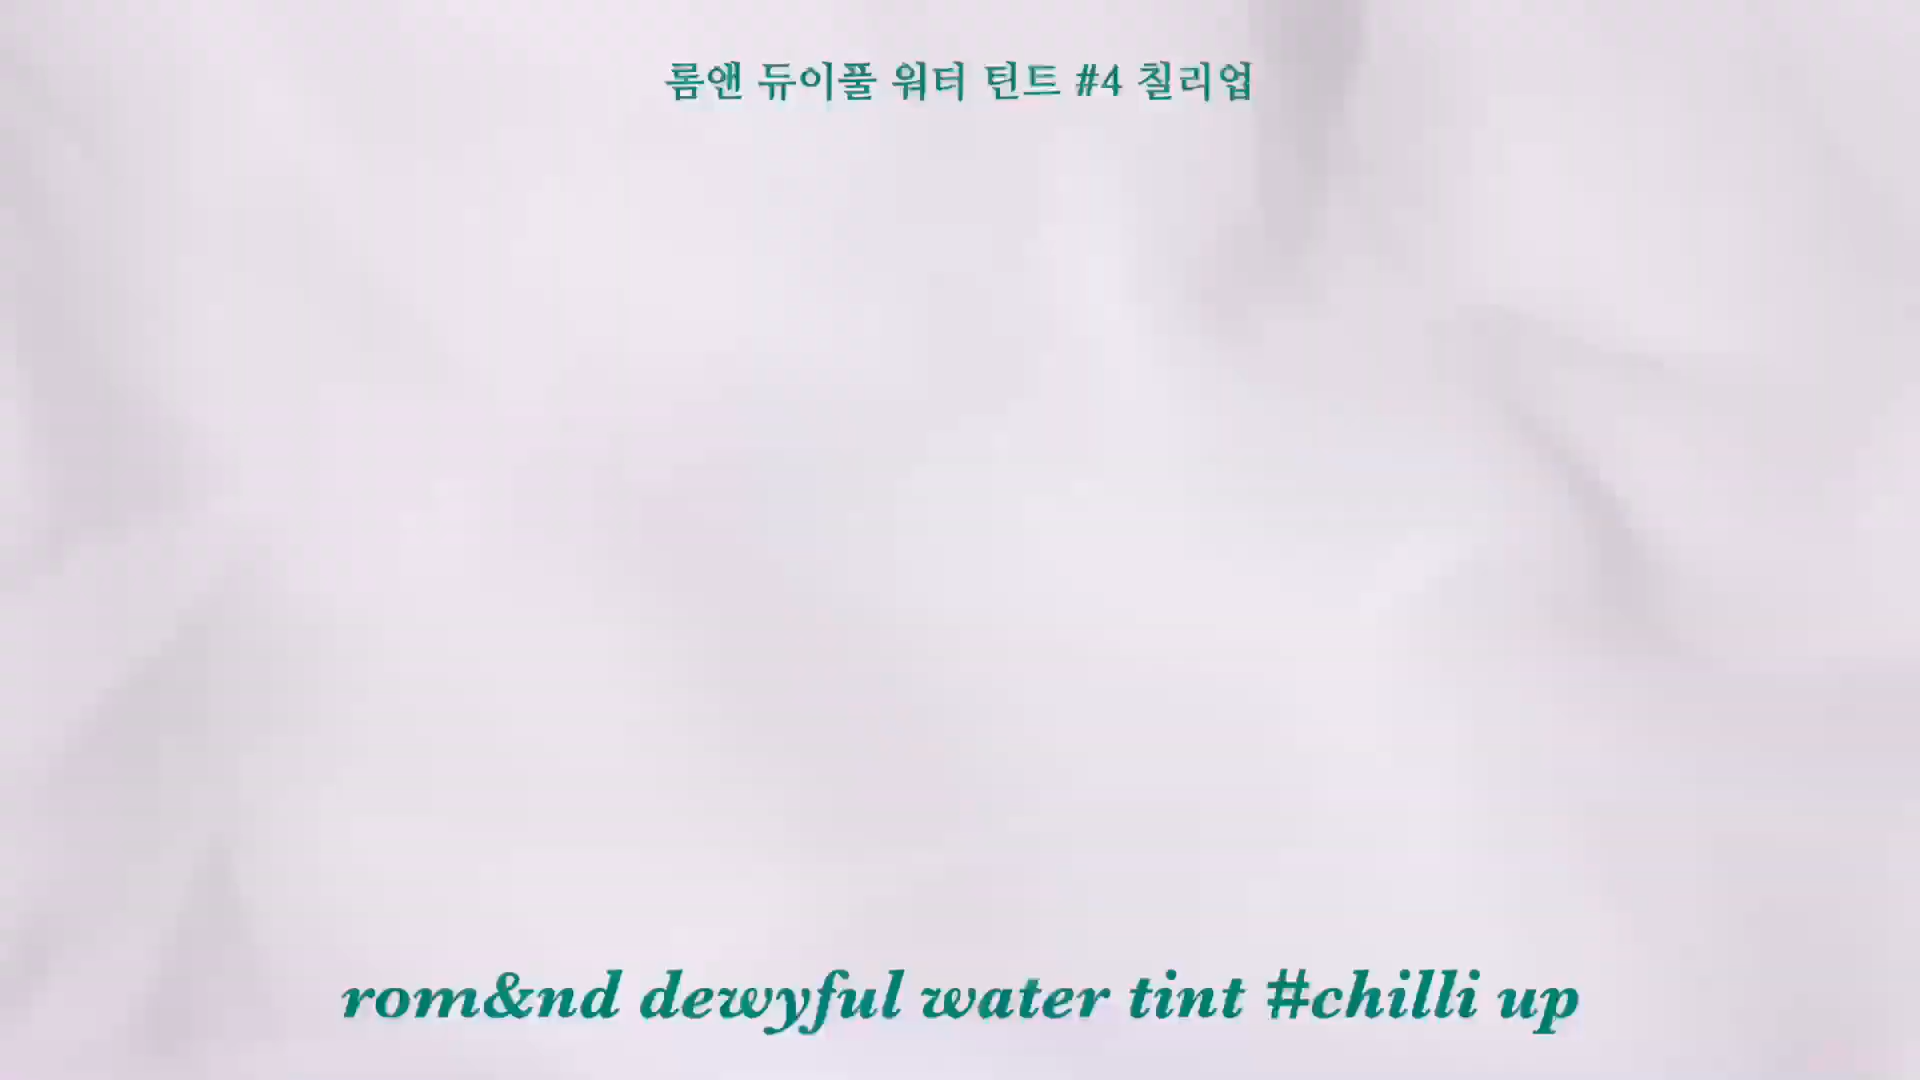 롬앤 듀이풀 워터 틴트 #4 칠리업
rom&nd dewyful water tint #chilli up